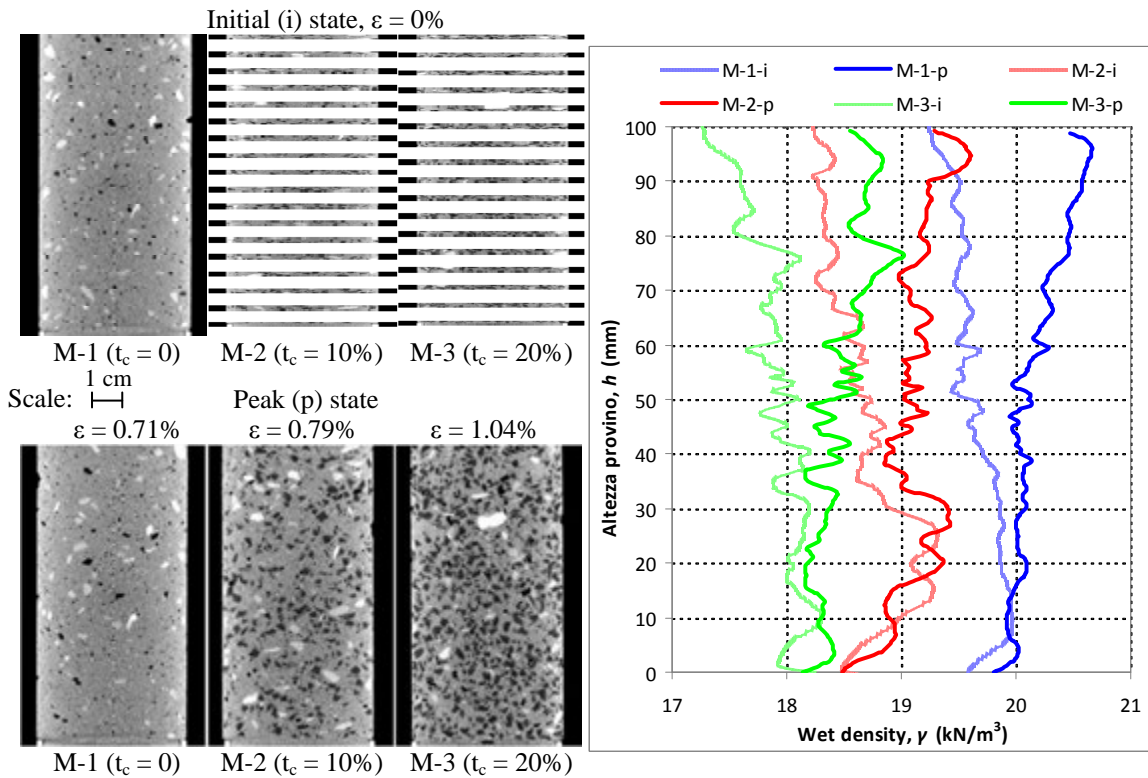 Initial (i) state, ε = 0%
M-1 (t_c = 0) M-2 (t_c = 10%) M-3 (t_c = 20%)
1 cm
Scale: Peak (p) state
ε = 0.71% ε = 0.79% ε = 1.04%
M-1 (t_c = 0) M-2 (t_c = 10%) M-3 (t_c = 20%)
M-1-i M-1-p M-2-i
M-2-p M-3-i M-3-p
100
90
80
70
60
50
40
30
20
10
0
Altezza provino, h (mm)
17 18 19 20 21
Wet density, γ (kN/m³)